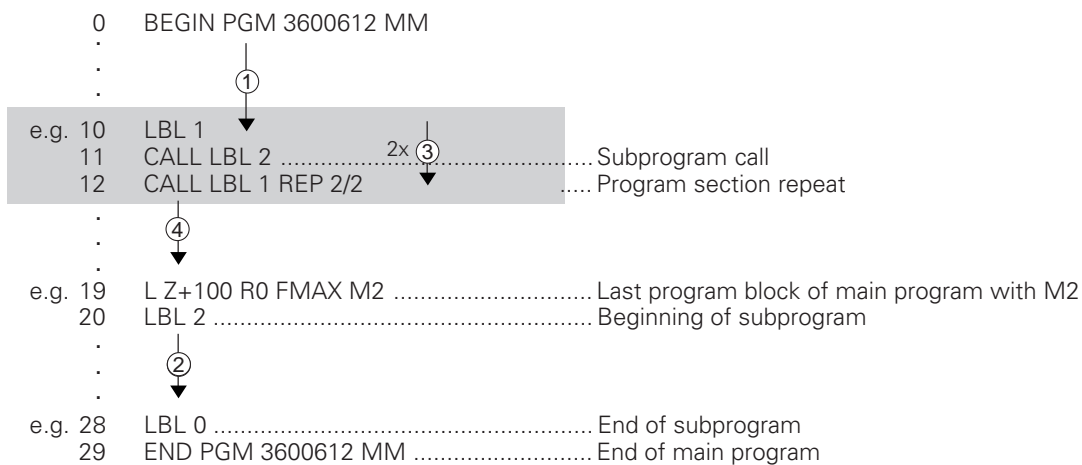 0 BEGIN PGM 3600612 MM
.
.
.
①
e.g. 10 LBL 1
2x ③
11 CALL LBL 2 ............................................... Subprogram call
12 CALL LBL 1 REP 2/2 ..... Program section repeat
.
.
.
④
e.g. 19 L Z+100 R0 FMAX M2 .............................. Last program block of main program with M2
20 LBL 2 ......................................................... Beginning of subprogram
.
.
.
②
e.g. 28 LBL 0 ......................................................... End of subprogram
29 END PGM 3600612 MM ........................... End of main program